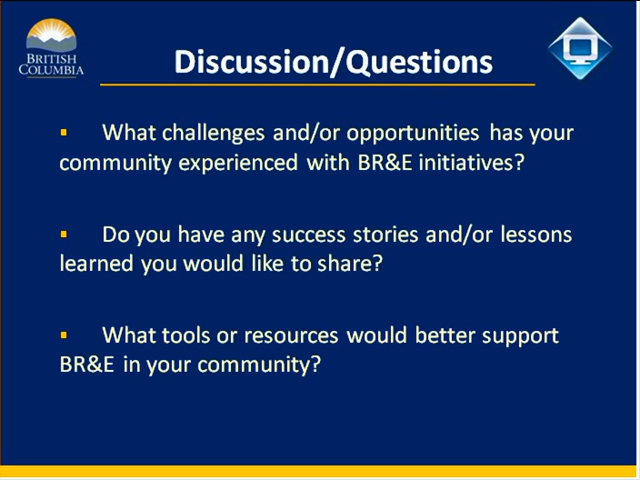 BRITISH
COLUMBIA
Discussion/Questions
▪ What challenges and/or opportunities has your
community experienced with BR&E initiatives?
▪ Do you have any success stories and/or lessons
learned you would like to share?
▪ What tools or resources would better support
BR&E in your community?